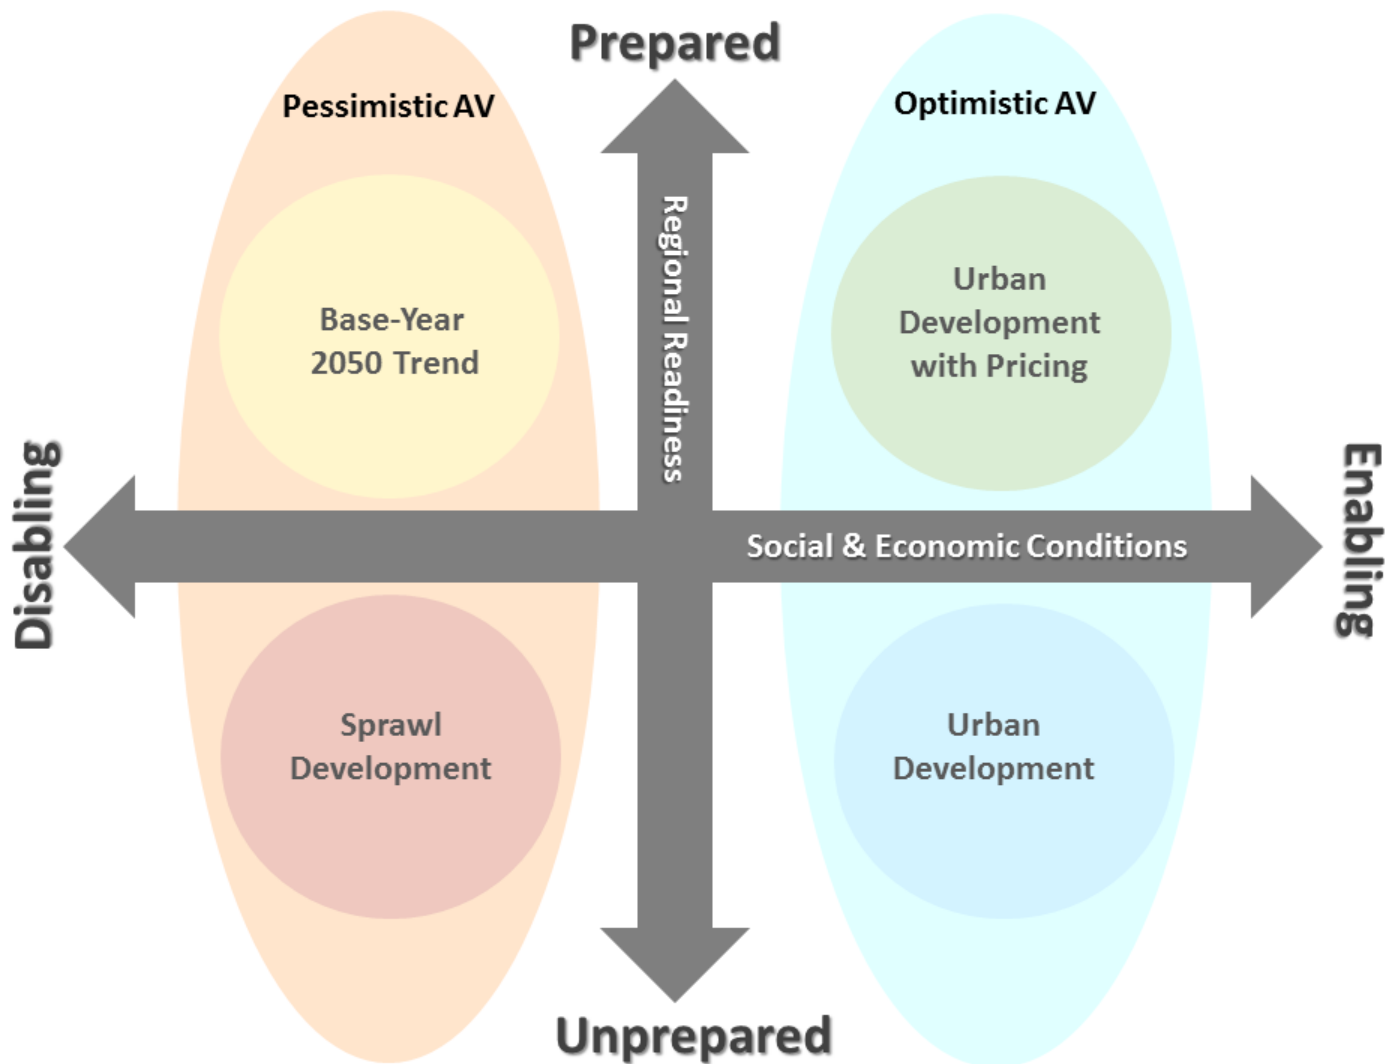 Prepared
Pessimistic AV
Optimistic AV
Regional Readiness
Base-Year
2050 Trend
Urban
Development
with Pricing
Disabling
Social & Economic Conditions
Enabling
Sprawl
Development
Urban
Development
Unprepared